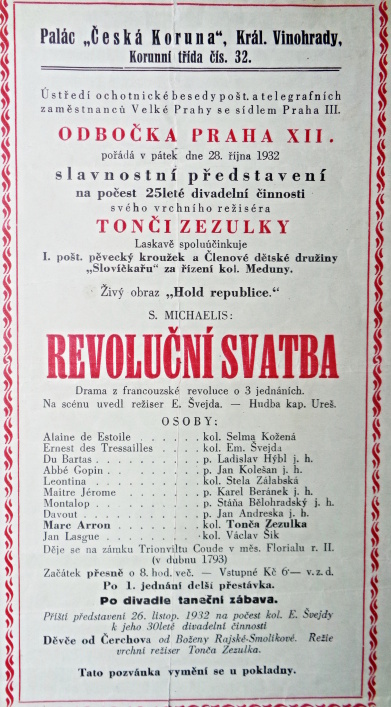 Palác „Česká Koruna“, Král. Vinohrady,
Korunní třída čís. 32.
Ústředí ochotnické besedy pošt. a telegrafních
zaměstnanců Velké Prahy se sídlem Praha III.
ODBOČKA PRAHA XII.
pořádá v pátek dne 28. října 1932
slavnostní představení
na počest 25leté divadelní činnosti
svého vrchního režiséra
TONČI ZEZULKY
Laskavě spoluúčinkuje
I. pošt. pěvecký kroužek a Členové dětské družiny
„Slovíčkařu“ za řízení kol. Meduny.
Živý obraz „Hold republice.“
S. MICHAELIS:
REVOLUČNÍ SVATBA
Drama z francouzské revoluce o 3 jednáních.
Na scénu uvedl režiser E. Švejda. — Hudba kap. Ureš.
OSOBY:
Alaine de Estoile . . . . . . kol. Selma Kožená
Ernest des Tressailles . . . . . kol. Em. Švejda
Du Bartas . . . . . . . . p. Ladislav Hýbl j. h.
Abbé Gopin . . . . . . . . p. Jan Kolešan j. h.
Leontina . . . . . . . . kol. Stela Zálabská
Maitre Jérome . . . . . . . p. Karel Beránek j. h.
Montalop . . . . . . . . p. Stáňa Bělohradský j. h.
Davout . . . . . . . . . p. Jan Andreska j. h.
Marc Arron . . . . . . . . kol. Tonča Zezulka
Jan Lasgue . . . . . . . . kol. Václav Šik
Děje se na zámku Trionviltu Coude v měs. Florialu r. II.
(v dubnu 1793)
Začátek přesně o 8. hod. več. — Vstupné Kč 6·— v. z. d.
Po 1. jednání delší přestávka.
Po divadle taneční zábava.
Příští představení 26. listop. 1932 na počest kol. E. Švejdy
k jeho 30leté divadelní činnosti
Děvče od Čerchova od Boženy Rajské-Smolíkové. Režie
vrchní režiser Tonča Zezulka.
Tato pozvánka vymění se u pokladny.